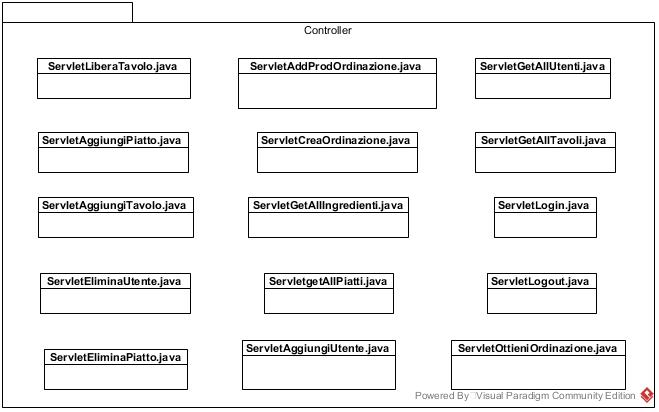 Controller
ServletLiberaTavolo.java
ServletAddProdOrdinazione.java
ServletGetAllUtenti.java
ServletAggiungiPiatto.java
ServletCreaOrdinazione.java
ServletGetAllTavoli.java
ServletAggiungiTavolo.java
ServletGetAllIngredienti.java
ServletLogin.java
ServletEliminaUtente.java
ServletgetAllPiatti.java
ServletLogout.java
ServletEliminaPiatto.java
ServletAggiungiUtente.java
ServletOttieniOrdinazione.java
Powered By Visual Paradigm Community Edition